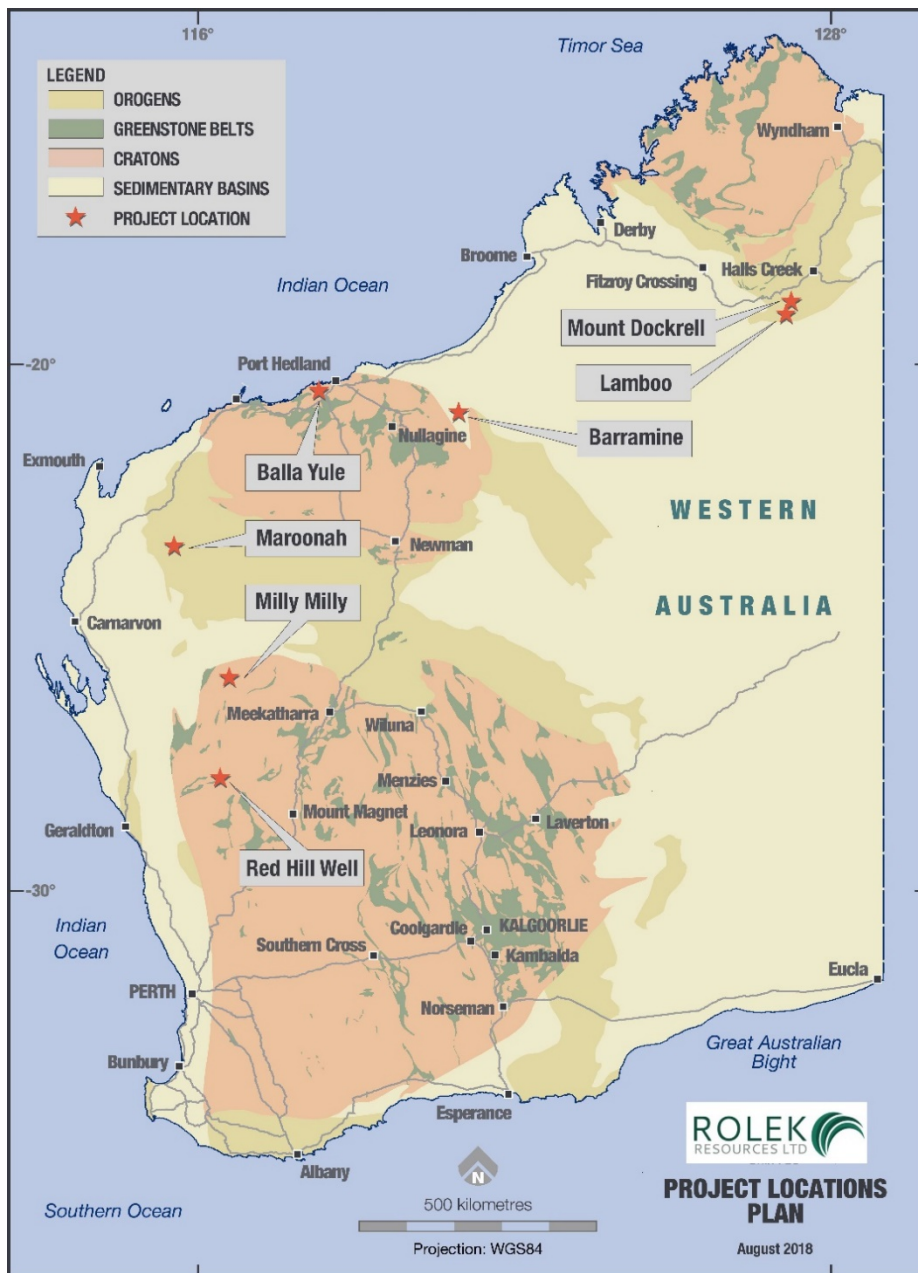 116°
128°
Timor Sea
LEGEND
OROGENS
GREENSTONE BELTS
CRATONS
SEDIMENTARY BASINS
PROJECT LOCATION
Wyndham
Derby
Broome
Fitzroy Crossing
Halls Creek
Indian Ocean
Mount Dockrell
-20°
Port Hedland
Lamboo
Nullagine
Barramine
Exmouth
Balla Yule
WESTERN
Maroonah
Newman
Milly Milly
AUSTRALIA
Carnarvon
Meekatharra
Wiluna
Menzies
Mount Magnet
Laverton
Geraldton
Leonora
Red Hill Well
-30°
Indian
Ocean
Coolgardie
KALGOORLIE
Southern Cross
Kambalda
Eucla
PERTH
Norseman
Great Australian
Bight
Bunbury
Esperance
ROLEK
RESOURCES LTD
Albany
500 kilometres
PROJECT LOCATIONS
PLAN
Southern Ocean
N
Projection: WGS84
August 2018